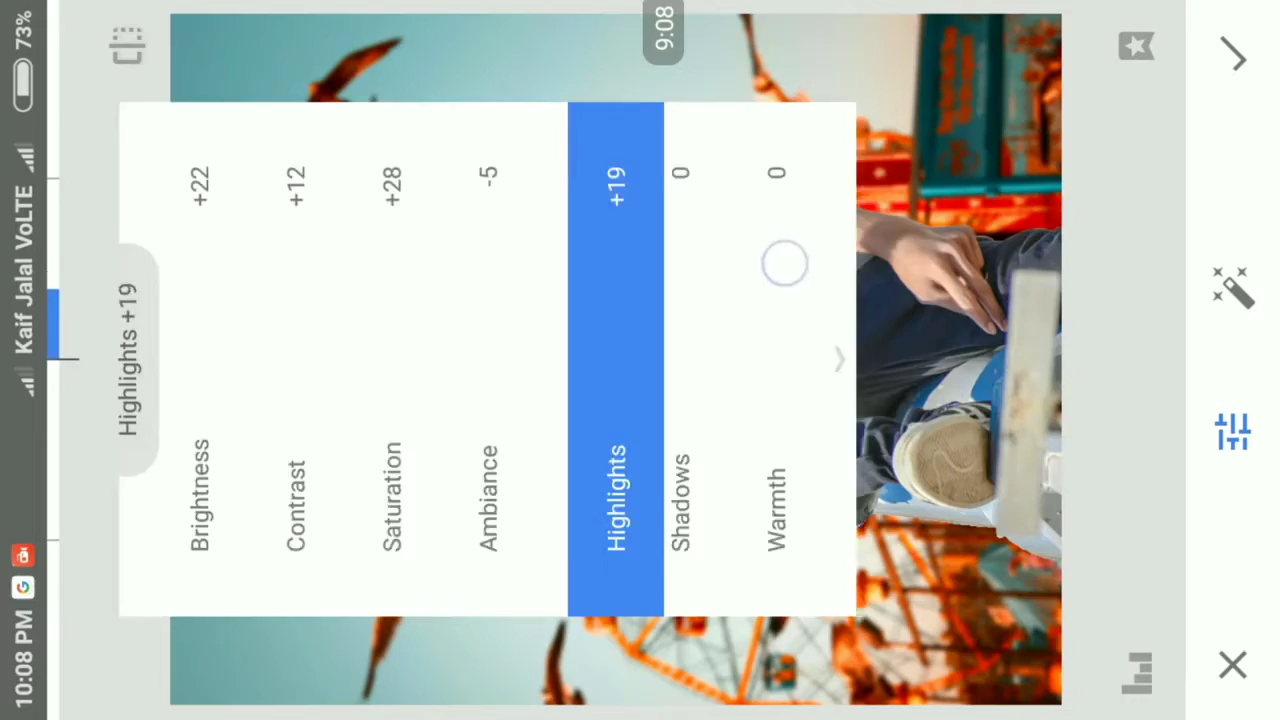 10:08 PM
Kaif Jalal VoLTE
73%
9:08
Highlights +19
Brightness +22
Contrast +12
Saturation +28
Ambiance -5
Highlights +19
Shadows 0
Warmth 0